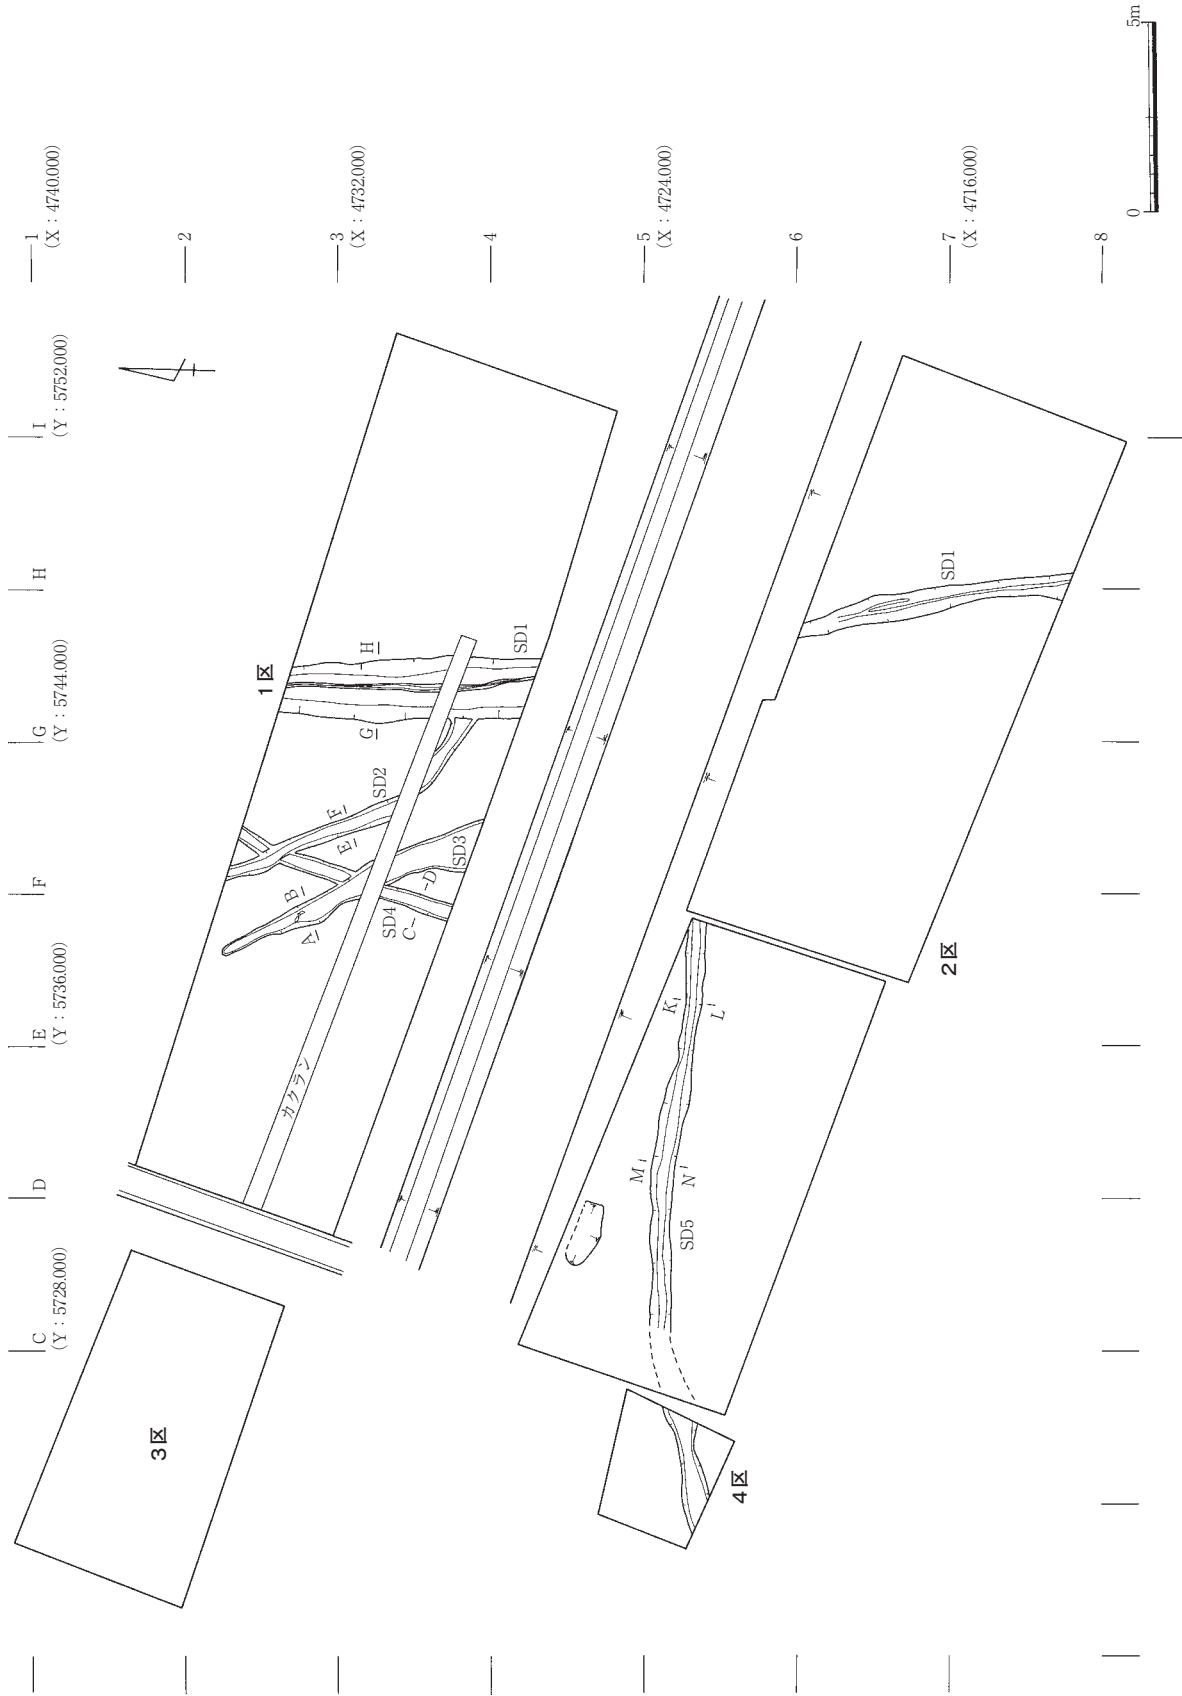 C
(Y : 5728.000)
D
E
(Y : 5736.000)
F
G
(Y : 5744.000)
H
I
(Y : 5752.000)
1
(X : 4740.000)
2
3
(X : 4732.000)
4
5
(X : 4724.000)
6
7
(X : 4716.000)
8
0
5m
3区
1区
カクラン
A
B
SD4
C
D
SD3
E
F
SD2
G
H
SD1
4区
SD5
M
N
K
L
2区
SD1